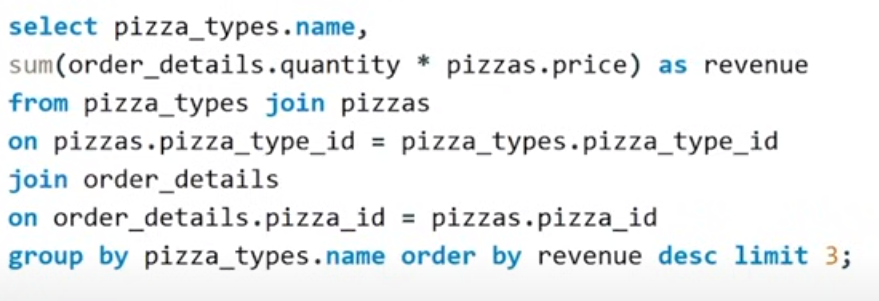 select pizza_types.name,
sum(order_details.quantity * pizzas.price) as revenue
from pizza_types join pizzas
on pizzas.pizza_type_id = pizza_types.pizza_type_id
join order_details
on order_details.pizza_id = pizzas.pizza_id
group by pizza_types.name order by revenue desc limit 3;